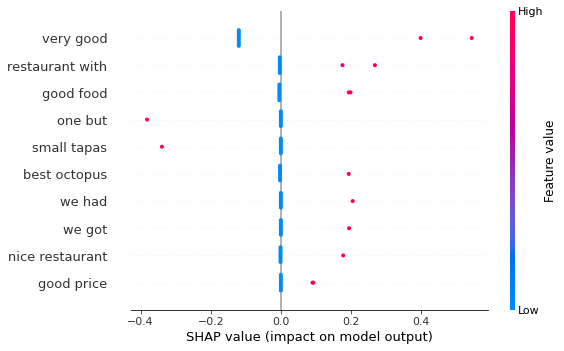 High
very good
restaurant with
good food
one but
small tapas
best octopus
we had
we got
nice restaurant
good price
Feature value
Low
−0.4 −0.2 0.0 0.2 0.4
SHAP value (impact on model output)